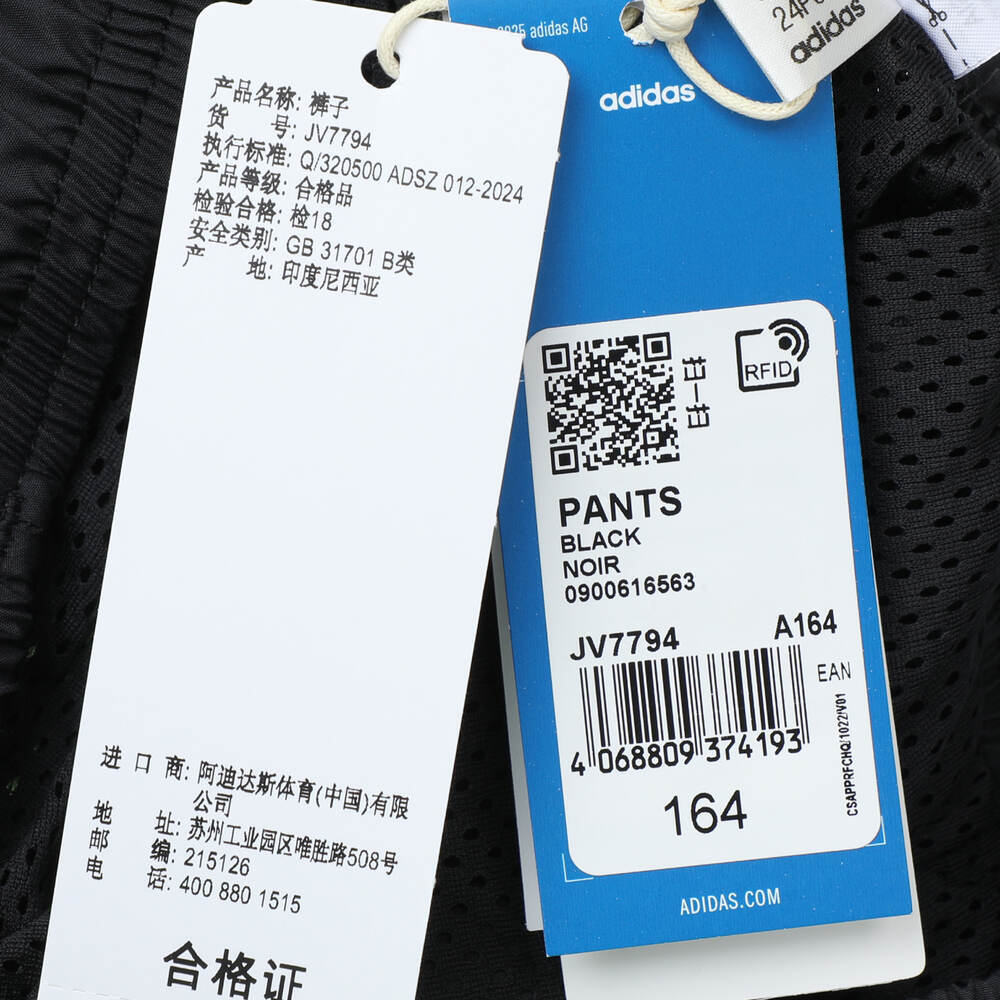 产品名称: 裤子
货 号: JV7794
执行标准: Q/320500 ADSZ 012-2024
产品等级: 合格品
检验合格: 检18
安全类别: GB 31701 B类
产 地: 印度尼西亚
进 口 商: 阿迪达斯体育(中国)有限
公司
地 址: 苏州工业园区唯胜路508号
邮 编: 215126
电 话: 400 880 1515
合格证
2025 adidas AG
adidas
adidas
扫一扫
RFID
PANTS
BLACK
NOIR
0900616563
JV7794 A164
EAN
4 068809 374193
CSAPPRFCHQ/1022/V01
164
ADIDAS.COM